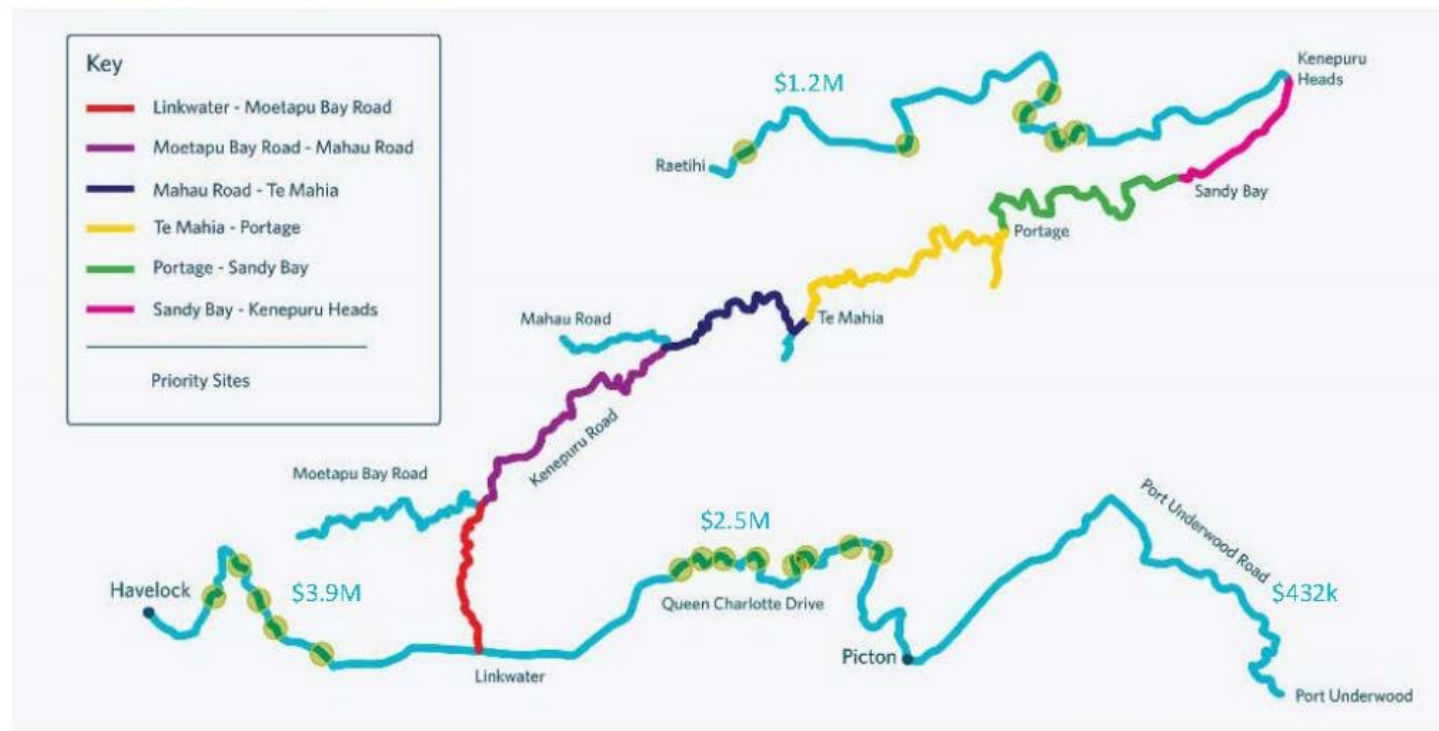 Key
Linkwater - Moetapu Bay Road
Moetapu Bay Road - Mahau Road
Mahau Road - Te Mahia
Te Mahia - Portage
Portage - Sandy Bay
Sandy Bay - Kenepuru Heads
Priority Sites
$1.2M
Kenepuru
Heads
Raetihi
Sandy Bay
Portage
Mahau Road
Te Mahia
Kenepuru Road
Moetapu Bay Road
Port Underwood Road
$2.5M
Havelock
$3.9M
Queen Charlotte Drive
$432k
Picton
Linkwater
Port Underwood